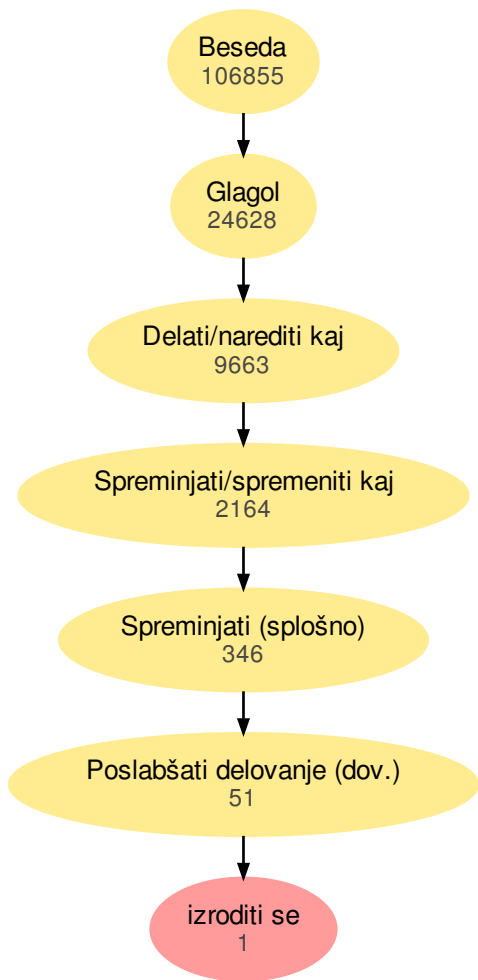 Beseda
106855
Glagol
24628
Delati/narediti kaj
9663
Spreminjati/spremeniti kaj
2164
Spreminjati (splošno)
346
Poslabšati delovanje (dov.)
51
izroditi se
1